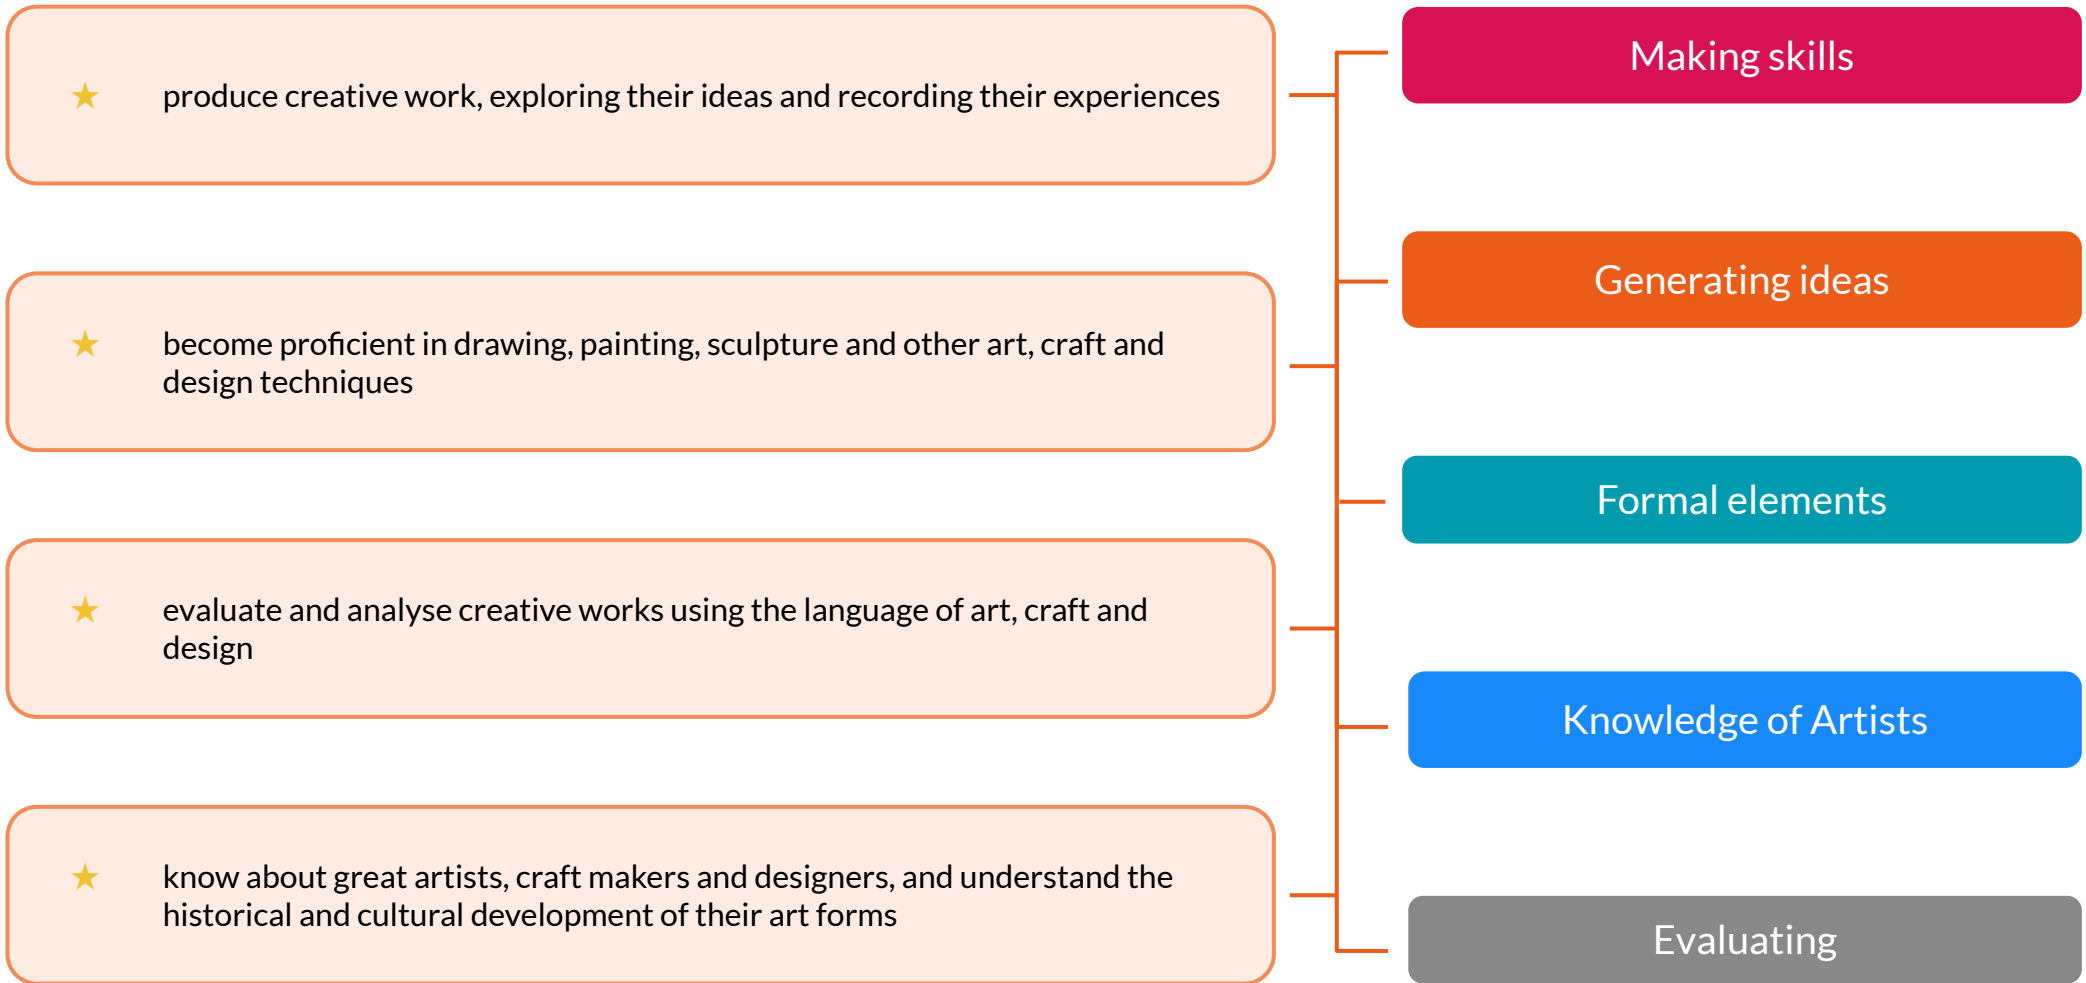 ★ produce creative work, exploring their ideas and recording their experiences
★ become proficient in drawing, painting, sculpture and other art, craft and
design techniques
★ evaluate and analyse creative works using the language of art, craft and
design
★ know about great artists, craft makers and designers, and understand the
historical and cultural development of their art forms
Making skills
Generating ideas
Formal elements
Knowledge of Artists
Evaluating